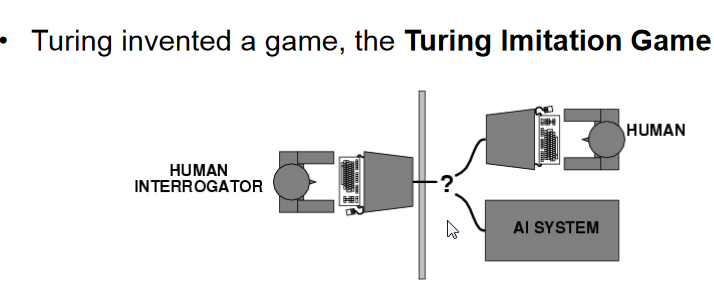 • Turing invented a game, the Turing Imitation Game
HUMAN
HUMAN
INTERROGATOR
?
AI SYSTEM